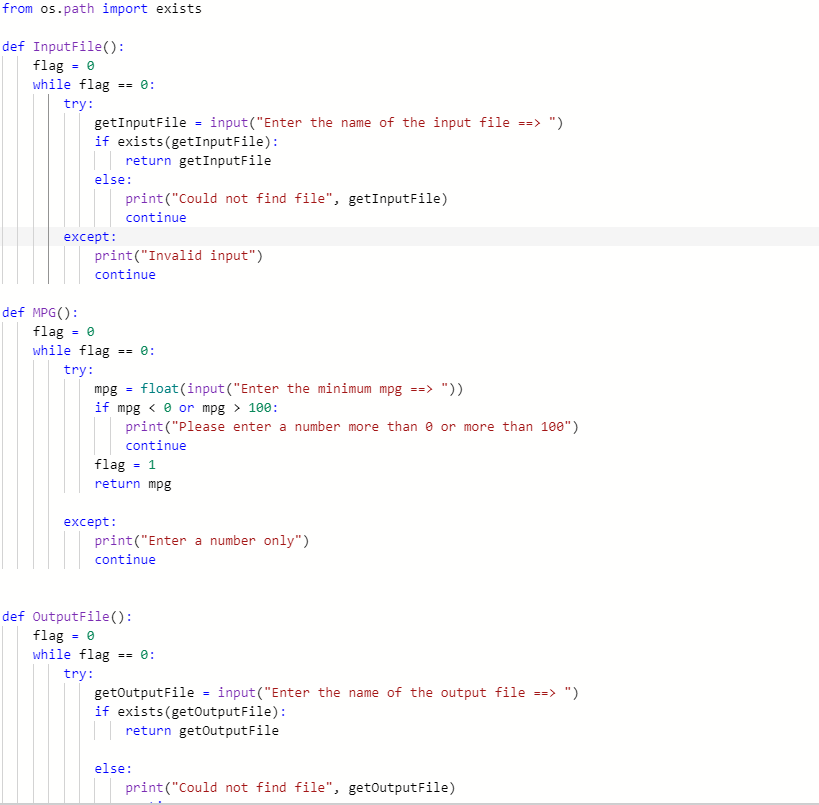 from os.path import exists
def InputFile():
flag = 0
while flag == 0:
try:
getInputFile = input("Enter the name of the input file ==> ")
if exists(getInputFile):
return getInputFile
else:
print("Could not find file", getInputFile)
continue
except:
print("Invalid input")
continue
def MPG():
flag = 0
while flag == 0:
try:
mpg = float(input("Enter the minimum mpg ==> "))
if mpg < 0 or mpg > 100:
print("Please enter a number more than 0 or more than 100")
continue
flag = 1
return mpg
except:
print("Enter a number only")
continue
def OutputFile():
flag = 0
while flag == 0:
try:
getOutputFile = input("Enter the name of the output file ==> ")
if exists(getOutputFile):
return getOutputFile
else:
print("Could not find file", getOutputFile)